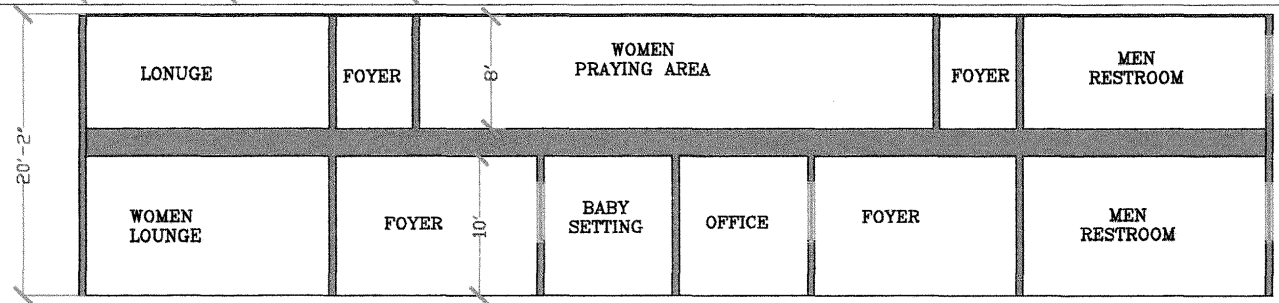 LONUGE
FOYER
8'
WOMEN
PRAYING AREA
FOYER
MEN
RESTROOM
20'-2"
WOMEN
LOUNGE
FOYER
10'
BABY
SETTING
OFFICE
FOYER
MEN
RESTROOM